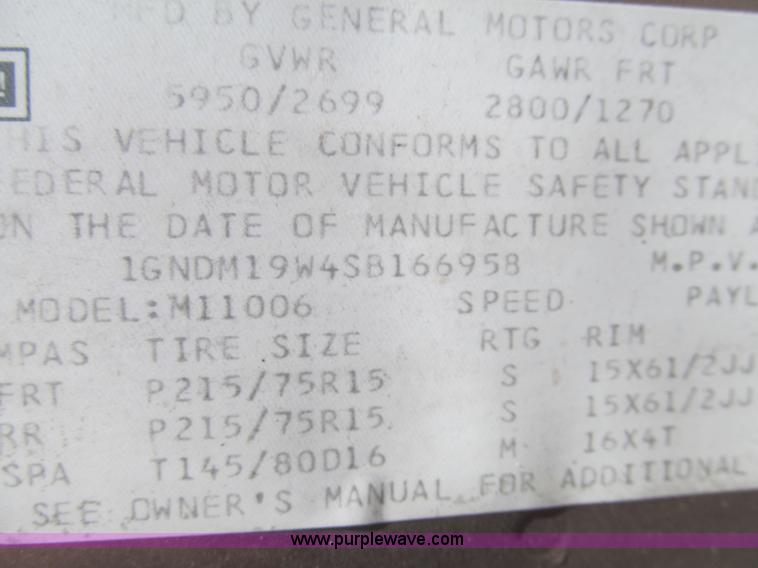 MFD BY GENERAL MOTORS CORP
GVWR GAWR FRT
5950/2699 2800/1270
HIS VEHICLE CONFORMS TO ALL APPL
EDERAL MOTOR VEHICLE SAFETY STAND
ON THE DATE OF MANUFACTURE SHOWN A
1GNDM19W4SB166958 M.P.V.
MODEL:M11006 SPEED PAYL
MPAS TIRE SIZE RTG RIM
FRT P215/75R15 S 15X61/2JJ
RR P215/75R15 S 15X61/2JJ
SPA T145/80D16 M 16X4T
SEE OWNER'S MANUAL FOR ADDITIONAL
www.purplewave.com